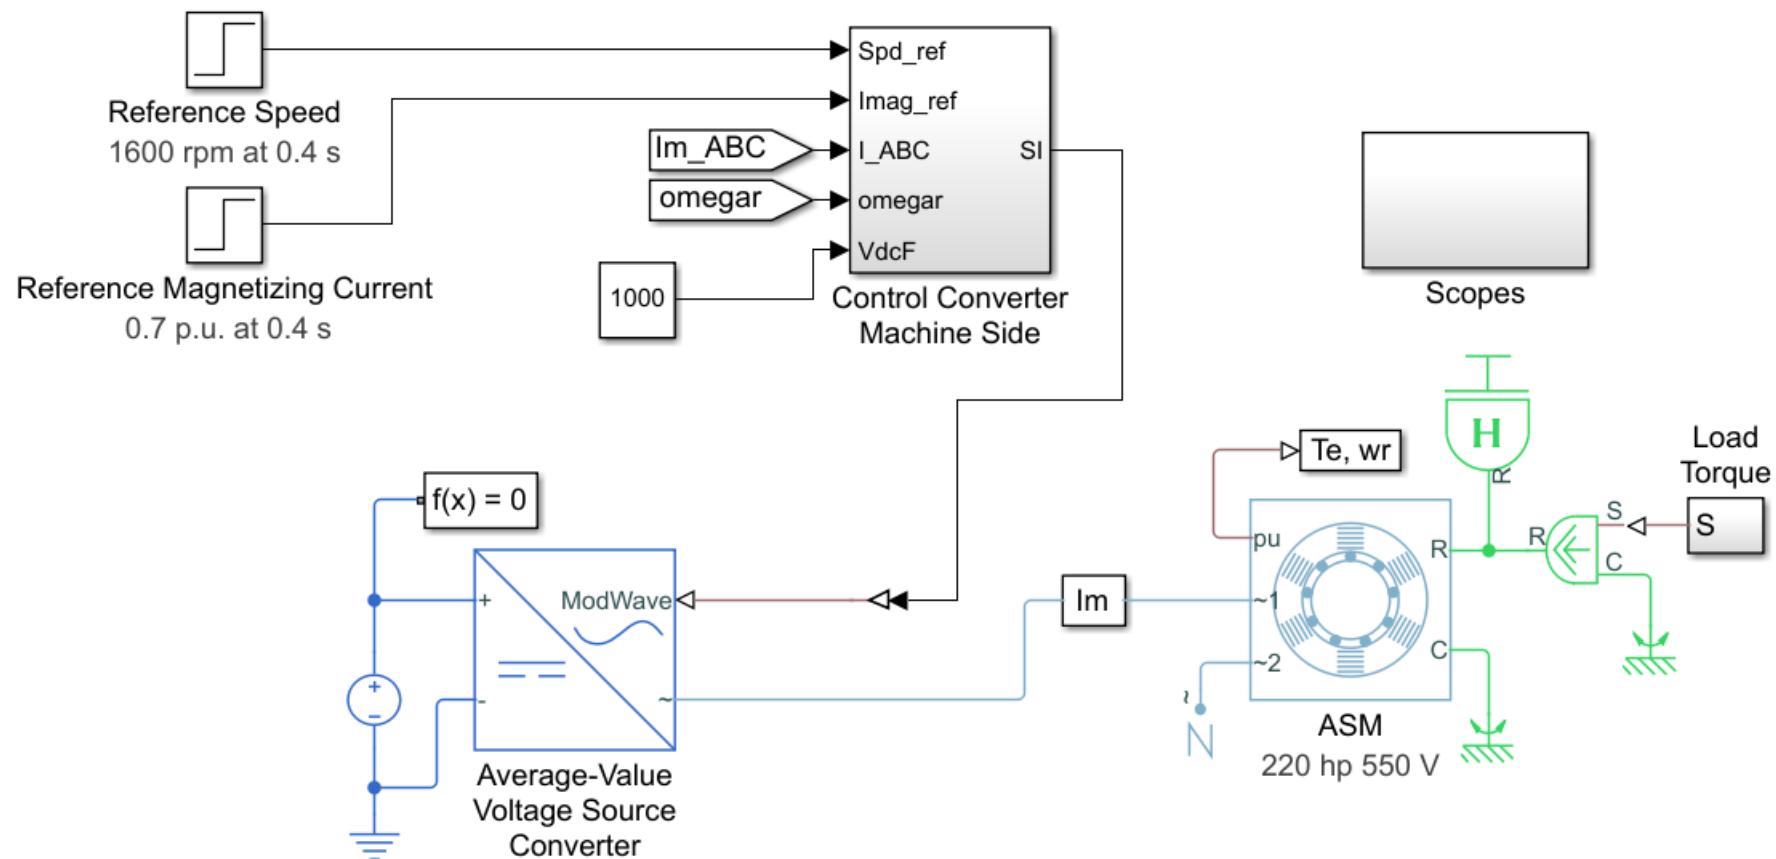 Reference Speed
1600 rpm at 0.4 s
Reference Magnetizing Current
0.7 p.u. at 0.4 s
Im_ABC
omegar
1000
Spd_ref
Imag_ref
I_ABC
SI
omegar
VdcF
Control Converter
Machine Side
Scopes
f(x) = 0
+
ModWave
-
~
+
−
Average-Value
Voltage Source
Converter
Im
Te, wr
pu
~1
~2
R
C
~
N
ASM
220 hp 550 V
H
R
R
S
C
Load
Torque
S